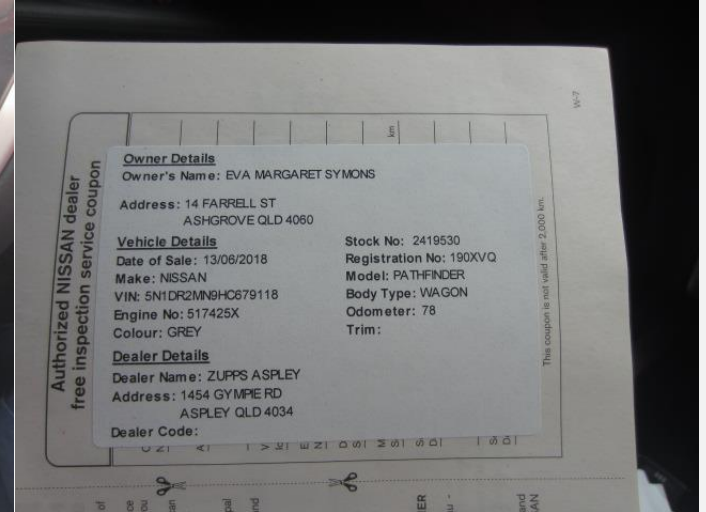 Authorized NISSAN dealer
free inspection service coupon
W-7
km
Owner Details
Owner's Name: EVA MARGARET SYMONS
Address: 14 FARRELL ST
ASHGROVE QLD 4060
Vehicle Details
Date of Sale: 13/06/2018
Make: NISSAN
VIN: 5N1DR2MN9HC679118
Engine No: 517425X
Colour: GREY
Stock No: 2419530
Registration No: 190XVQ
Model: PATHFINDER
Body Type: WAGON
Odometer: 78
Trim:
Dealer Details
Dealer Name: ZUPPS ASPLEY
Address: 1454 GYMPIE RD
ASPLEY QLD 4034
Dealer Code:
This coupon is not valid after 2,000 km.